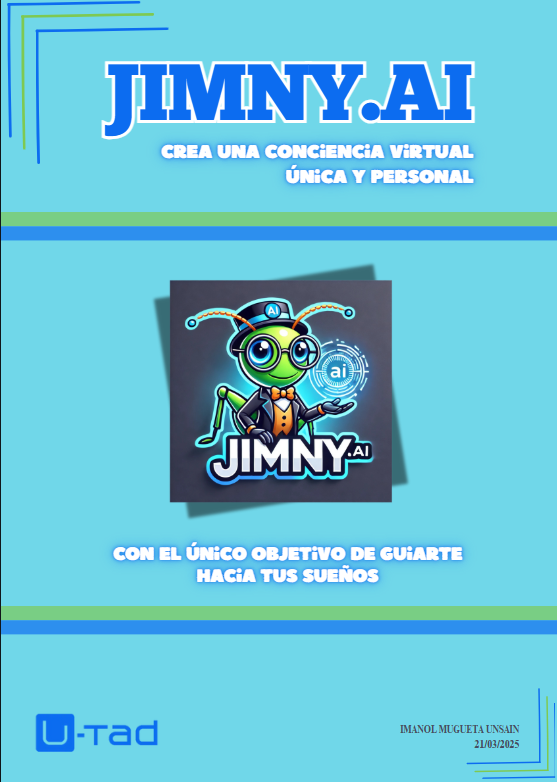 JIMNY.AI
CREA UNA CONCiENCiA ViRTUAL
ÚNiCA Y PERSONAL
AI
ai
JIMNY.AI
CON EL ÚNiCO OBJETiVO DE GUiARTE
HACiA TUS SUEÑOS
U-Tad
IMANOL MUGUETA UNSAIN
21/03/2025